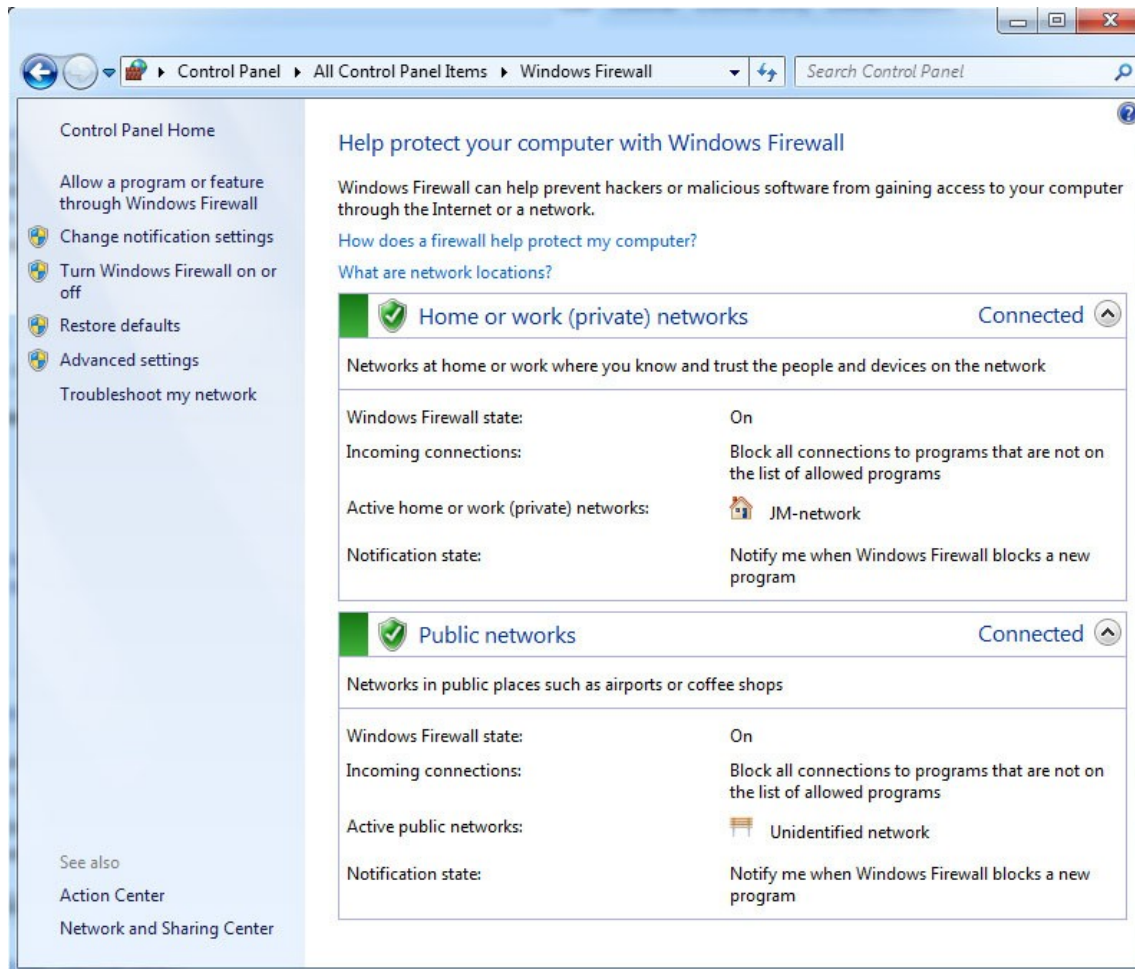 Control Panel
All Control Panel Items
Windows Firewall
Search Control Panel
Control Panel Home
Allow a program or feature
through Windows Firewall
Change notification settings
Turn Windows Firewall on or
off
Restore defaults
Advanced settings
Troubleshoot my network
See also
Action Center
Network and Sharing Center
Help protect your computer with Windows Firewall
Windows Firewall can help prevent hackers or malicious software from gaining access to your computer
through the Internet or a network.
How does a firewall help protect my computer?
What are network locations?
Home or work (private) networks Connected
Networks at home or work where you know and trust the people and devices on the network
Windows Firewall state: On
Incoming connections: Block all connections to programs that are not on
the list of allowed programs
Active home or work (private) networks: JM-network
Notification state: Notify me when Windows Firewall blocks a new
program
Public networks Connected
Networks in public places such as airports or coffee shops
Windows Firewall state: On
Incoming connections: Block all connections to programs that are not on
the list of allowed programs
Active public networks: Unidentified network
Notification state: Notify me when Windows Firewall blocks a new
program